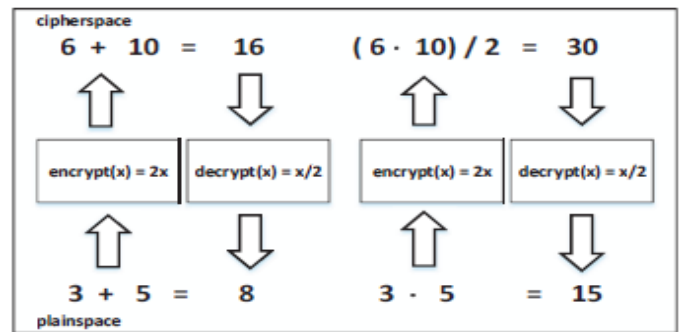 cipherspace
6 + 10 = 16 ( 6 · 10 ) / 2 = 30
encrypt(x) = 2x decrypt(x) = x/2 encrypt(x) = 2x decrypt(x) = x/2
3 + 5 = 8 3 · 5 = 15
plainspace